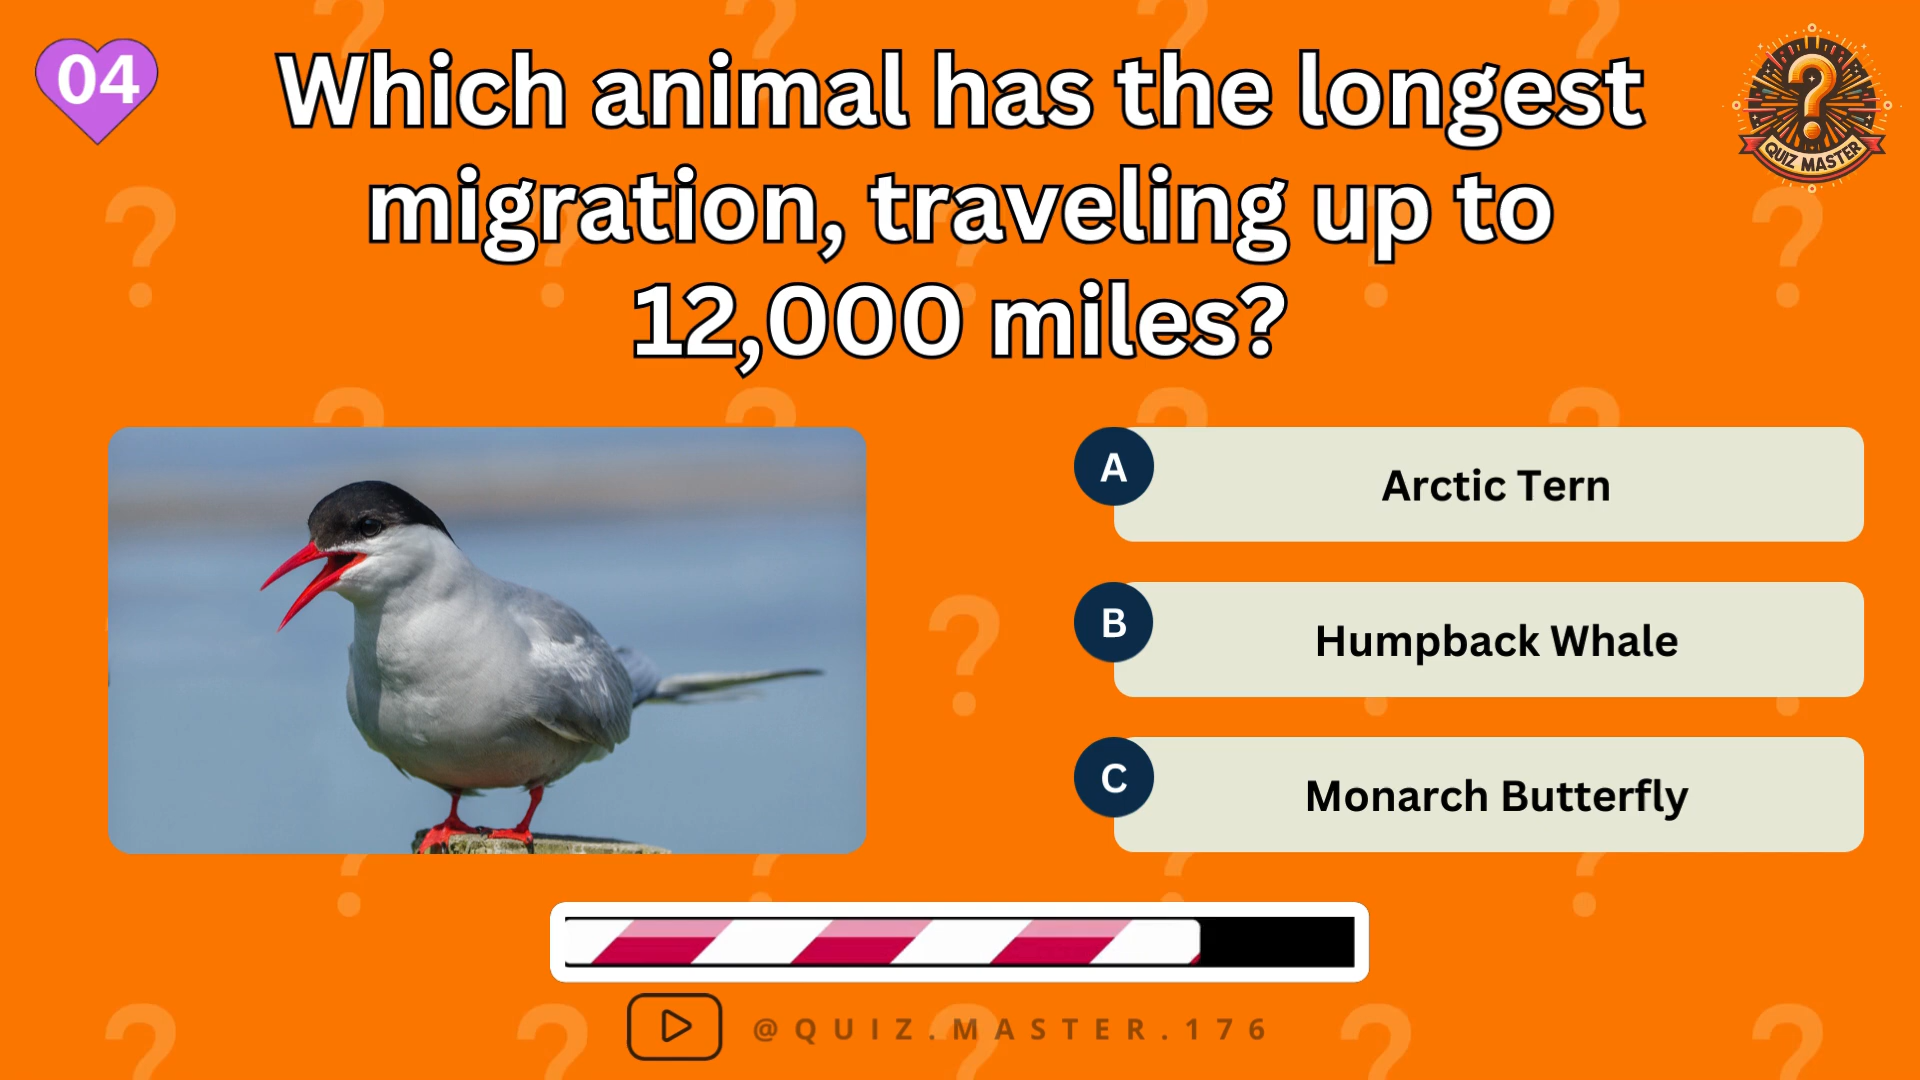 04
Which animal has the longest
migration, traveling up to
12,000 miles?
QUIZ MASTER
A
Arctic Tern
B
Humpback Whale
C
Monarch Butterfly
@QUIZ.MASTER.176